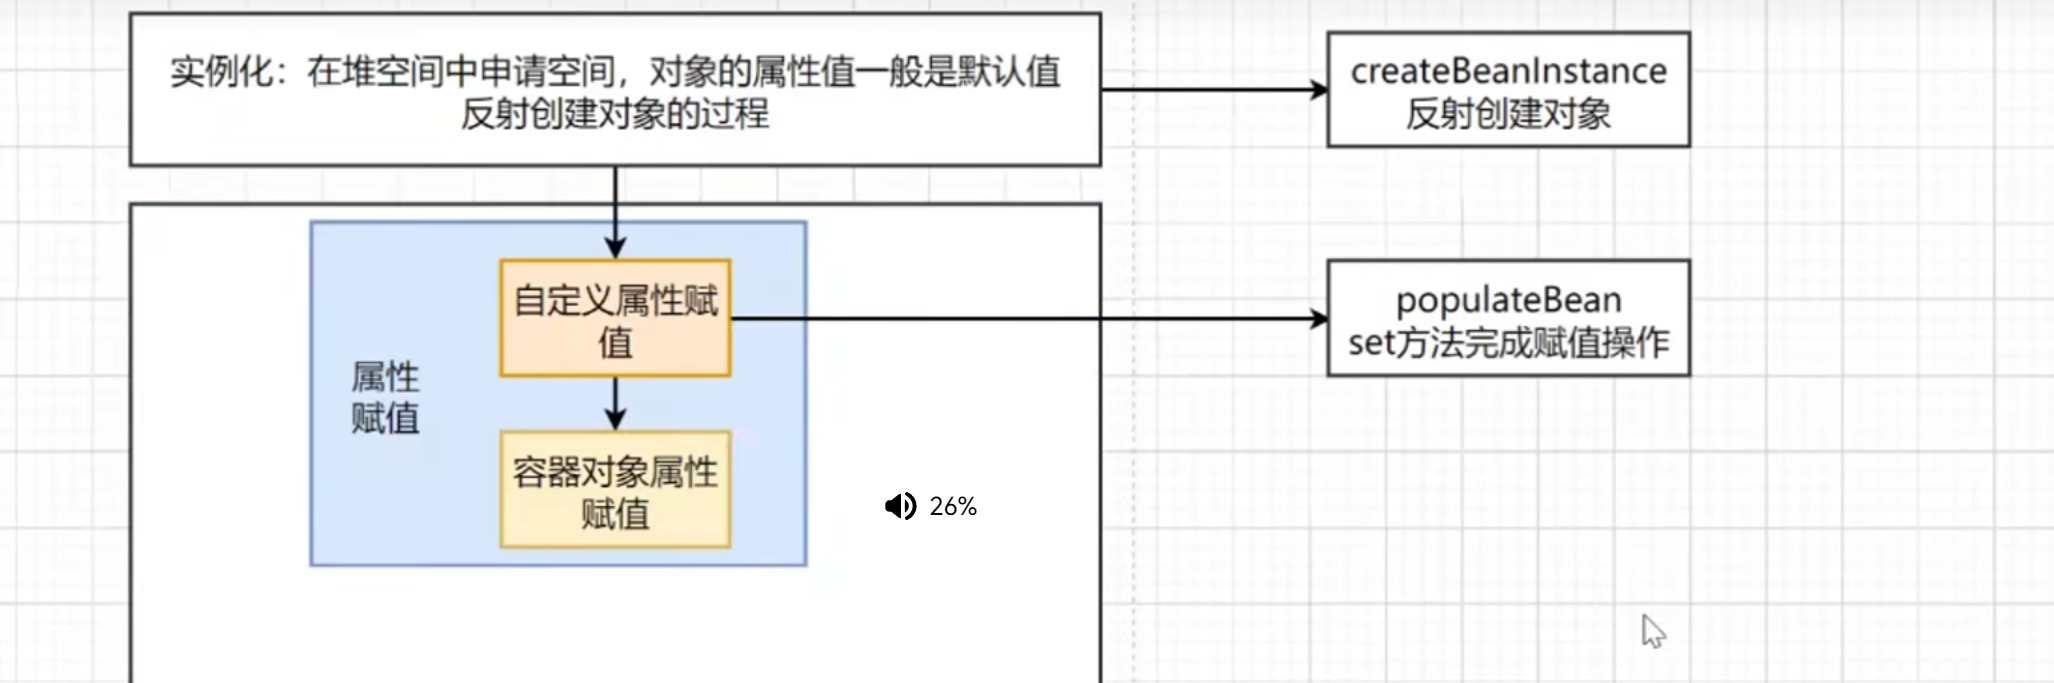 实例化：在堆空间中申请空间，对象的属性值一般是默认值
反射创建对象的过程
createBeanInstance
反射创建对象
自定义属性赋
值
populateBean
set方法完成赋值操作
属性
赋值
容器对象属性
赋值
26%